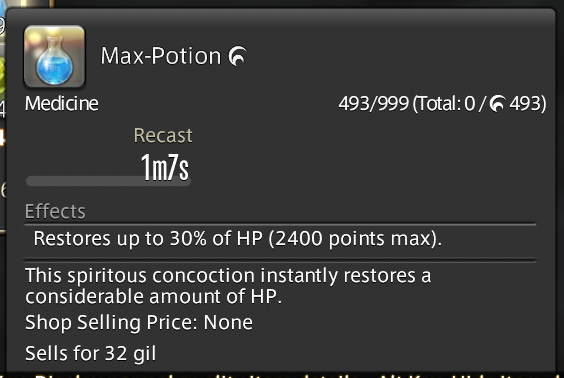 Max-Potion
Medicine
493/999 (Total: 0 / 493)
Recast
1m7s
Effects
Restores up to 30% of HP (2400 points max).
This spiritous concoction instantly restores a
considerable amount of HP.
Shop Selling Price: None
Sells for 32 gil